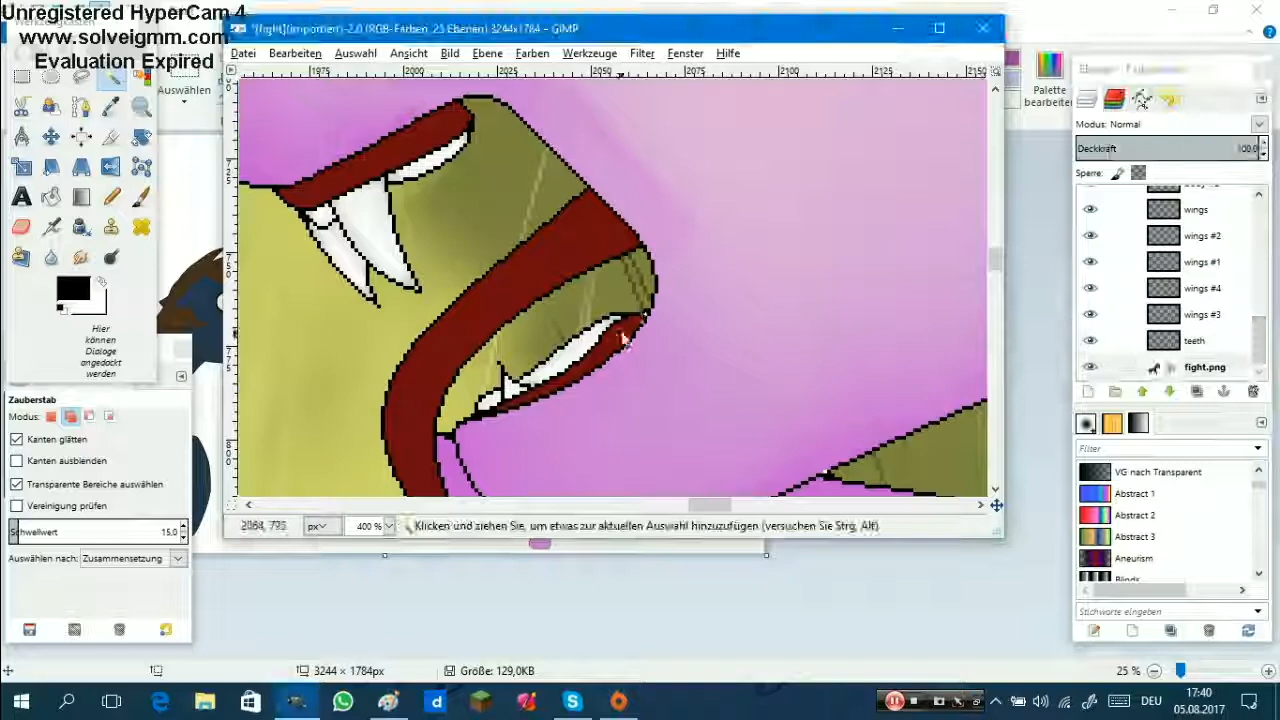 Unregistered HyperCam 4
www.solveigmm.com
Evaluation Expired
*[fight] (importiert)-2.0 (RGB-Farben, 25 Ebenen) 3244x1784 – GIMP
Datei Bearbeiten Auswahl Ansicht Bild Ebene Farben Werkzeuge Filter Fenster Hilfe
1975 2000 2025 2050 2075 2100 2125 2150
Auswählen
Palette
bearbeiten
Modus: Normal
Deckkraft 100,0
Sperre:
wings
wings #2
wings #1
wings #4
wings #3
teeth
fight.png
Hier
können
Dialoge
angedockt
werden
Zauberstab
Modus:
Kanten glätten
Kanten ausblenden
Transparente Bereiche auswählen
Vereinigung prüfen
Schwellwert 15,0
Auswählen nach: Zusammensetzung
Filter
VG nach Transparent
Abstract 1
Abstract 2
Abstract 3
Aneurism
Blinds
Stichworte eingeben
px 400 % Klicken und ziehen Sie, um etwas zur aktuellen Auswahl hinzuzufügen (versuchen Sie Strg, Alt)
3244 × 1784px Größe: 129,0KB 25 %
DEU 17:40
05.08.2017